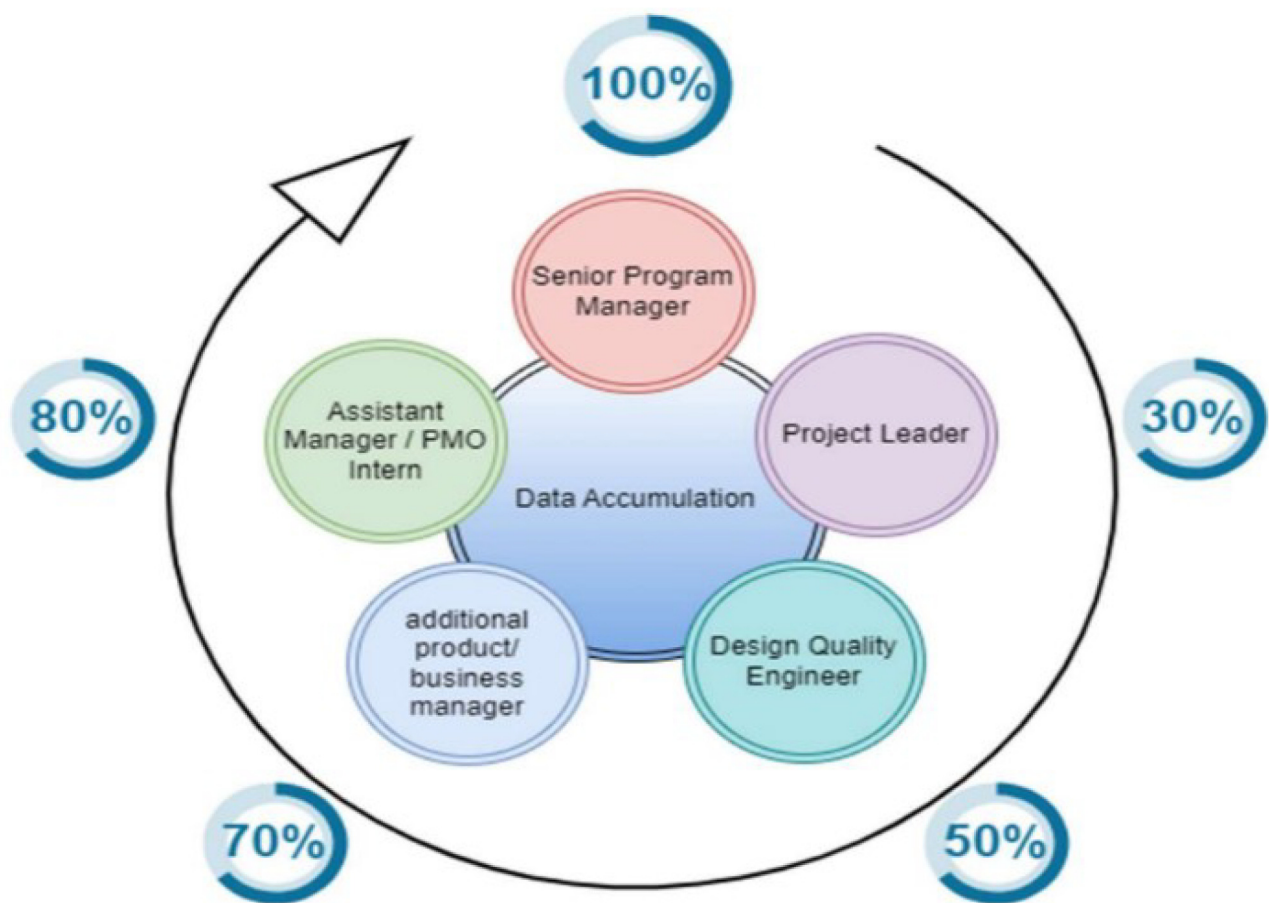 100%
Senior Program
Manager
80%
Assistant
Manager / PMO
Intern
Project Leader
30%
Data Accumulation
additional
product/
business
manager
Design Quality
Engineer
70%
50%